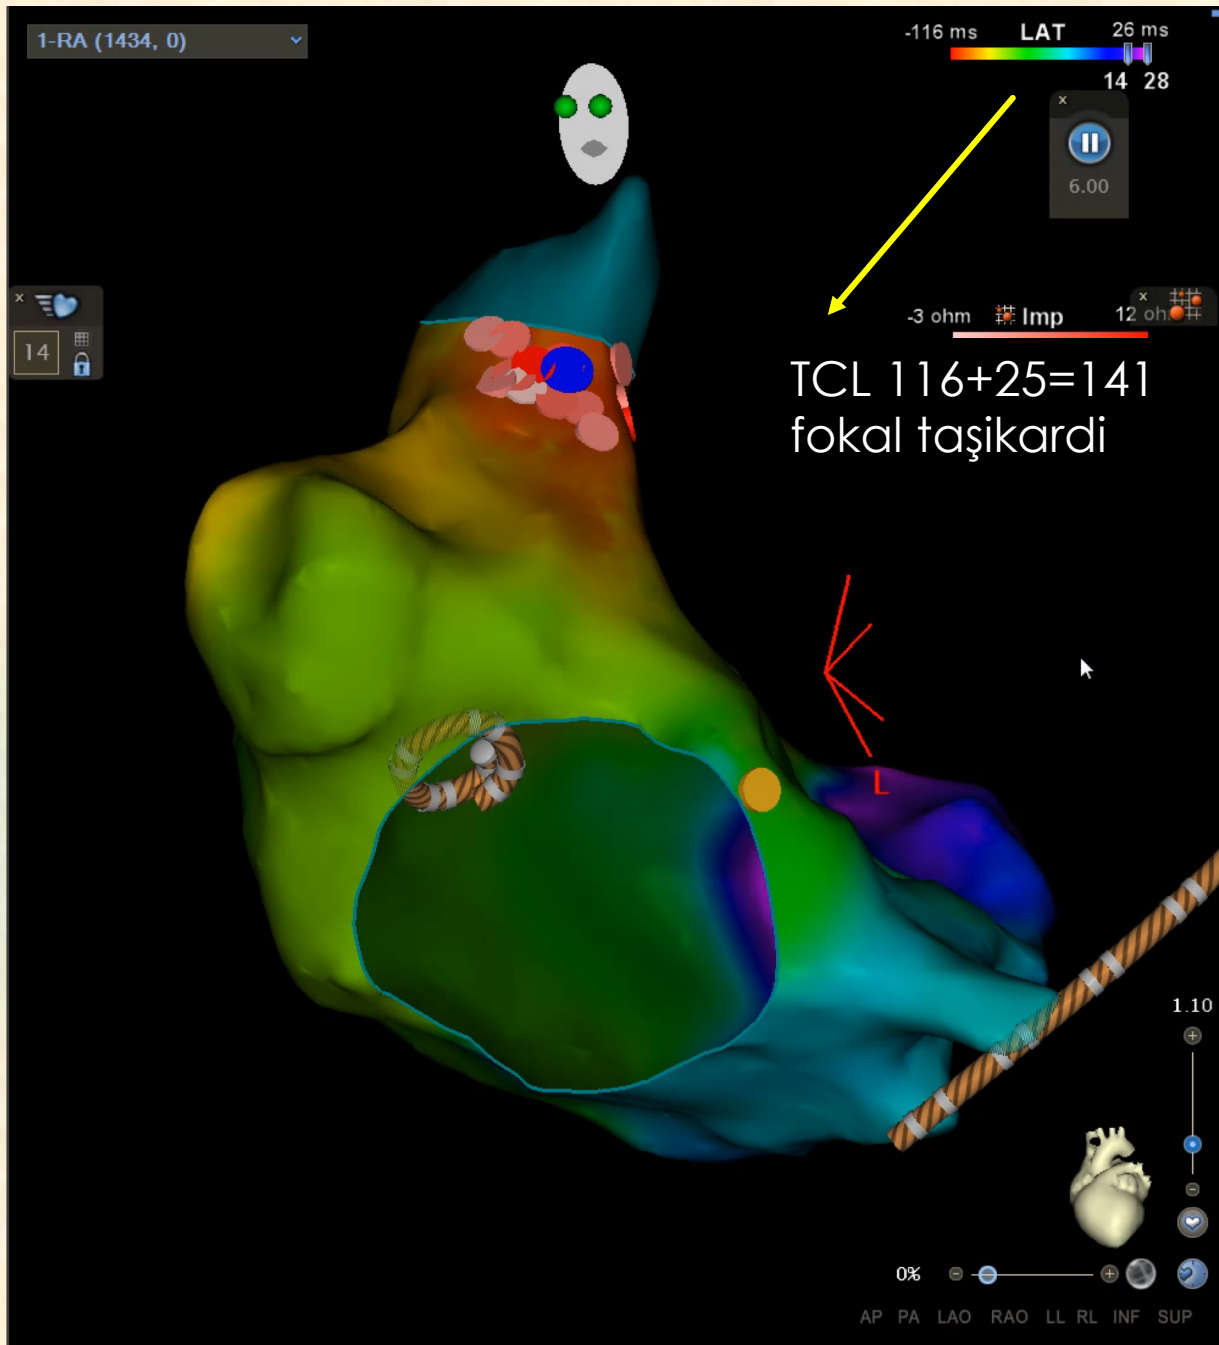 1-RA (1434, 0)
-116 ms LAT 26 ms
14 28
x
6.00
x
14
-3 ohm Imp 12 oh
x
TCL 116+25=141
fokal taşikardi
L
1.10
0%
AP PA LAO RAO LL RL INF SUP